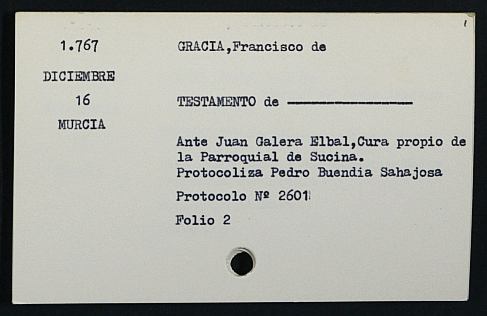 1.767
DICIEMBRE
16
MURCIA
GRACIA,Francisco de
TESTAMENTO de ————————
Ante Juan Galera Elbal,Cura propio de
la Parroquial de Sucina.
Protocoliza Pedro Buendia Sahajosa
Protocolo Nº 2601
Folio 2